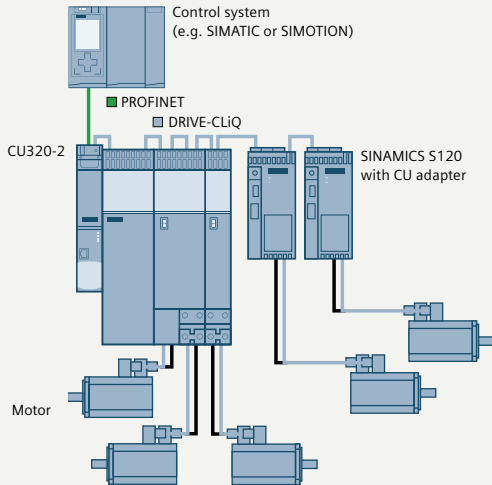 Control system
(e.g. SIMATIC or SIMOTION)
PROFINET
DRIVE-CLiQ
CU320-2
SINAMICS S120
with CU adapter
Motor